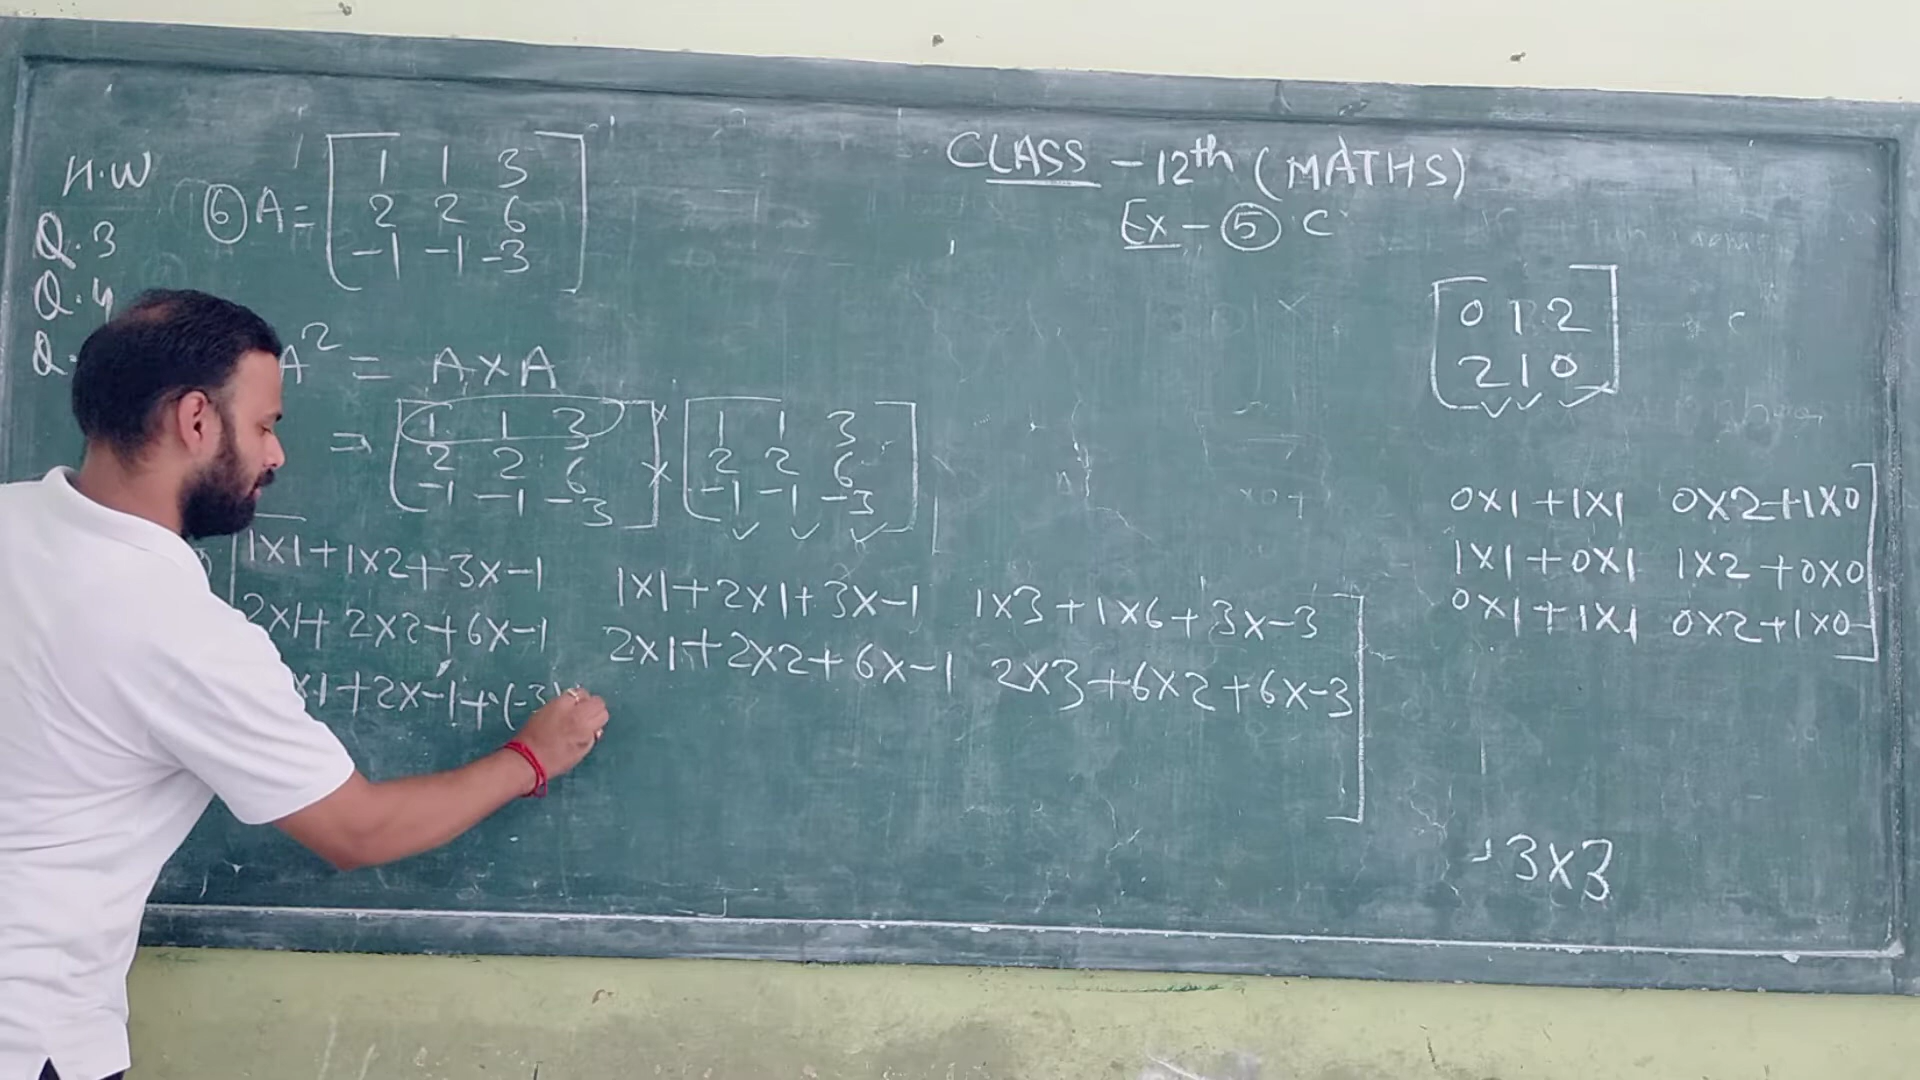 H.W
Q.3
Q.4
Q.
⑥ A = [1 1 3
2 2 6
-1 -1 -3]
CLASS - 12th (MATHS)
Ex - ⑤ C
[0 1 2
2 1 0]
A² = A×A
⇒ [1 1 3
2 2 6
-1 -1 -3] × [1 1 3
2 2 6
-1 -1 -3]
1×1+1×2+3×-1 1×1+2×1+3×-1 1×3+1×6+3×-3
2×1+2×2+6×-1 2×1+2×2+6×-1 2×3+6×2+6×-3
×1+2×-1+(-3)
0×1+1×1 0×2+1×0
1×1+0×1 1×2+0×0
0×1+1×1 0×2+1×0
3×3